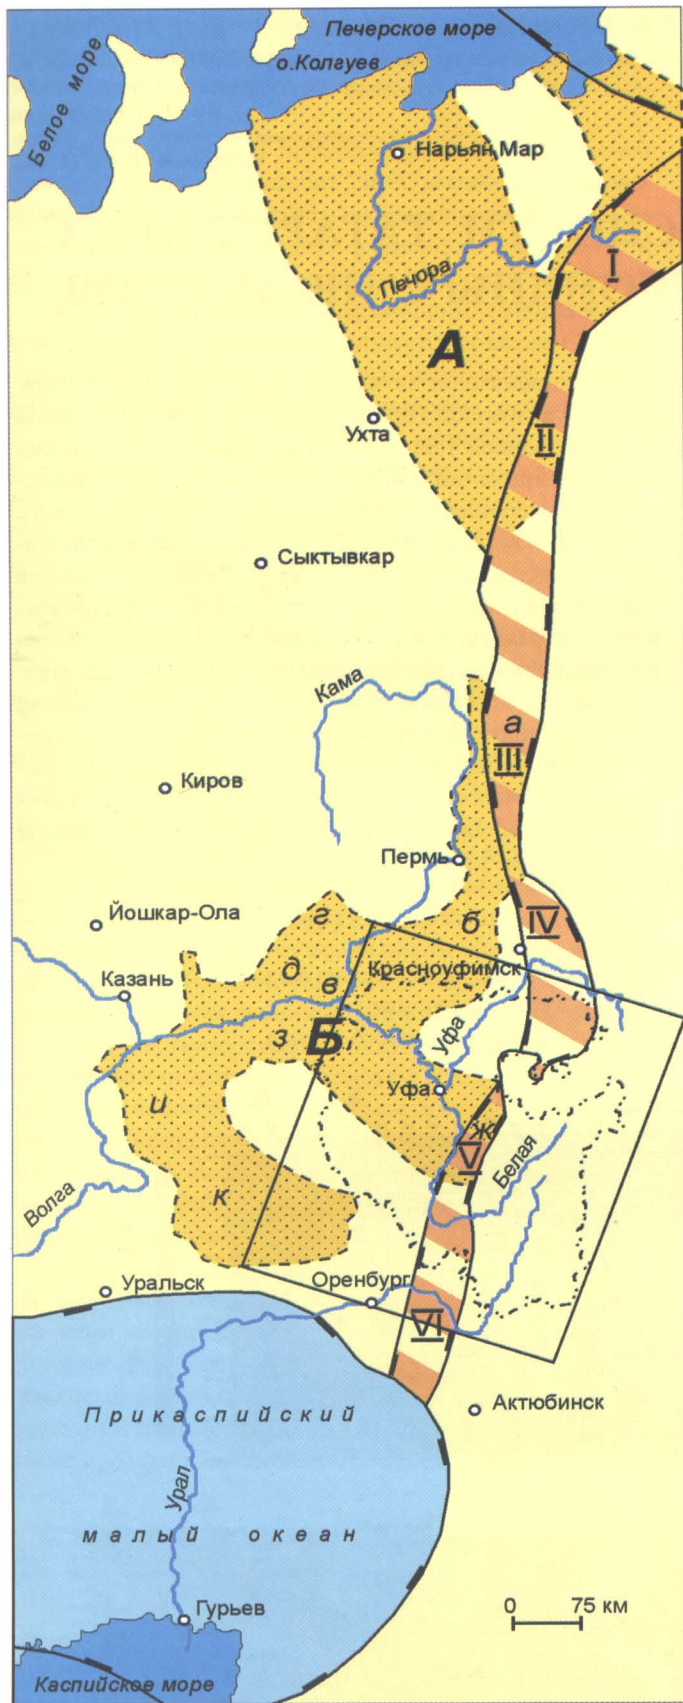 Печерское море
о.Колгуев
Белое море
Нарьян Мар
I
Печора
А
Ухта
II
Сыктывкар
Кама
а
III
Киров
Пермь
Йошкар-Ола
г
б
IV
Красноуфимск
д
в
Казань
з
Б
Уфа
Уфа
и
ж
V
Белая
к
Волга
Уральск
Оренбург
VI
Актюбинск
Прикаспийский
Урал
малый океан
Гурьев
0 75 км
Каспийское море